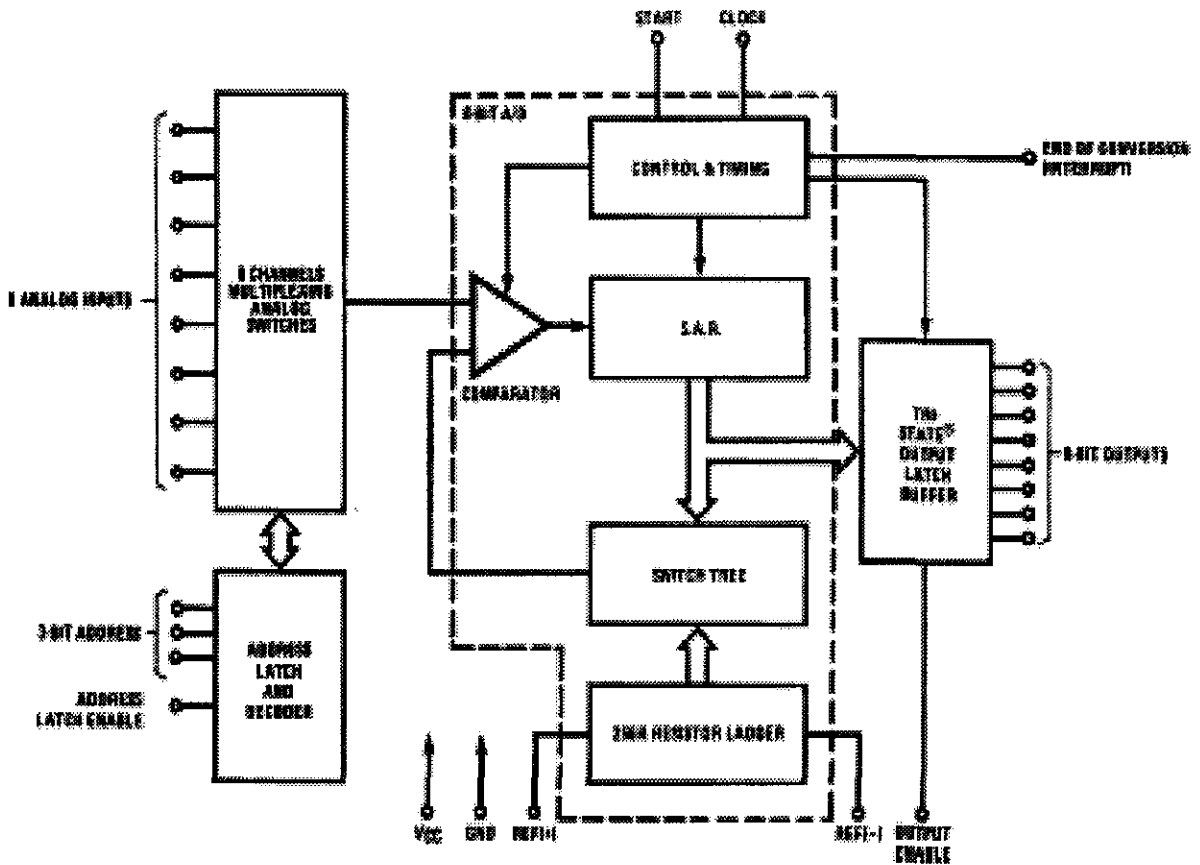 START CLOCK
8-BIT A/D
END OF CONVERSION
(INTERRUPT)
CONTROL & TIMING
8 ANALOG INPUTS
8 CHANNELS
MULTIPLEXING
ANALOG
SWITCHES
S.A.R.
COMPARATOR
TRI-
STATE®
OUTPUT
LATCH
BUFFER
8-BIT OUTPUTS
SWITCH TREE
3-BIT ADDRESS
ADDRESS
LATCH
AND
DECODER
ADDRESS
LATCH ENABLE
256R RESISTOR LADDER
VCC GND REF(+) REF(-) OUTPUT
ENABLE